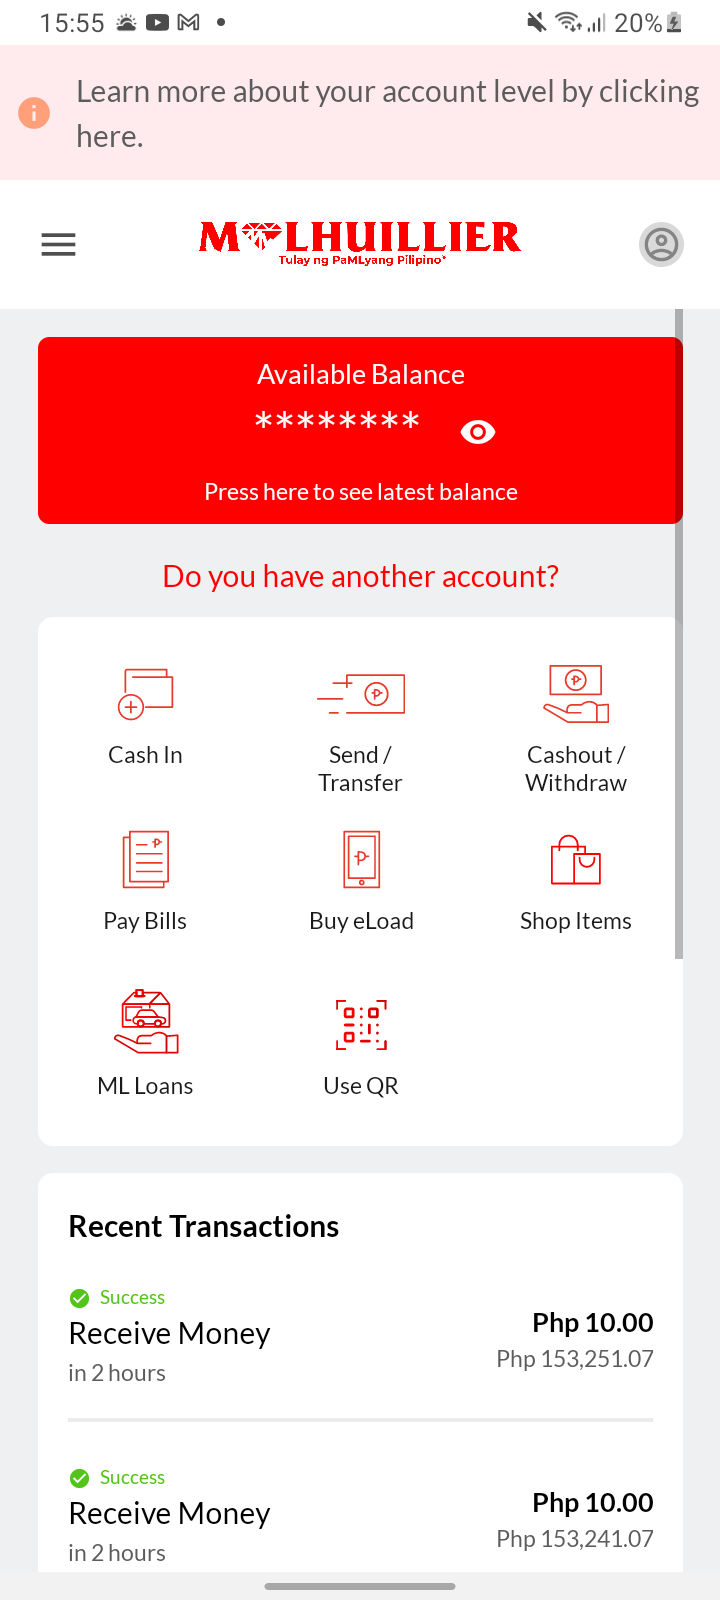 15:55
20%
Learn more about your account level by clicking
here.
M LHUILLIER
Tulay ng PaMLyang Pilipino
Available Balance
********
Press here to see latest balance
Do you have another account?
Cash In
Send /
Transfer
Cashout /
Withdraw
Pay Bills
Buy eLoad
Shop Items
ML Loans
Use QR
Recent Transactions
Success
Receive Money
Php 10.00
in 2 hours
Php 153,251.07
Success
Receive Money
Php 10.00
in 2 hours
Php 153,241.07